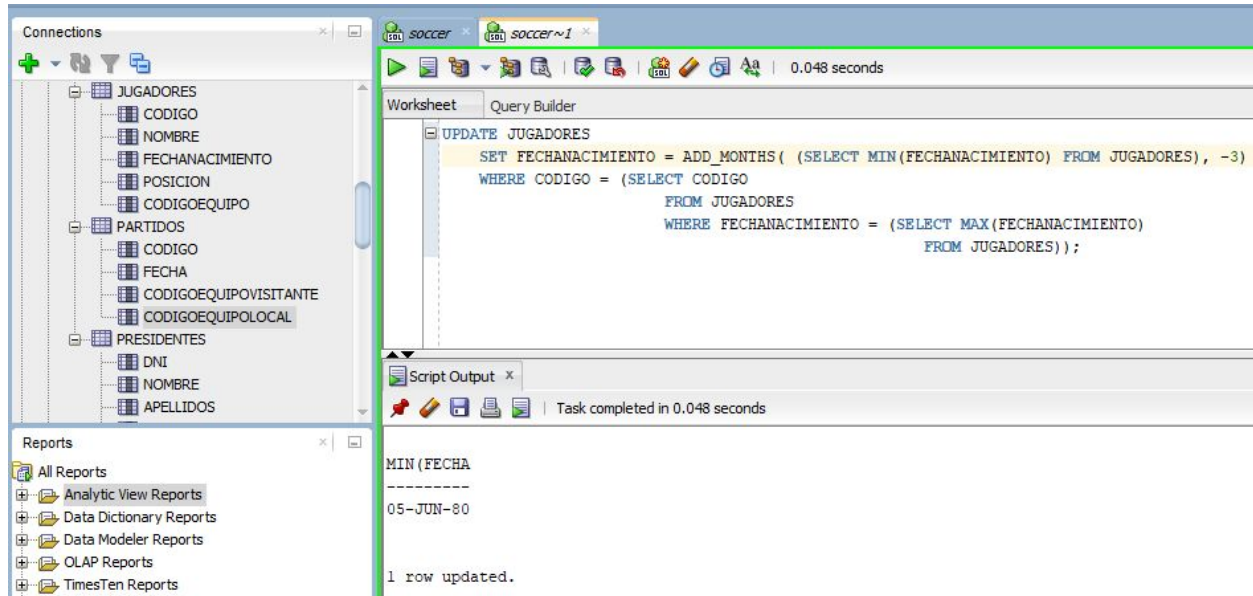 Connections
JUGADORES
CODIGO
NOMBRE
FECHANACIMIENTO
POSICION
CODIGOEQUIPO
PARTIDOS
CODIGO
FECHA
CODIGOEQUIPOVISITANTE
CODIGOEQUIPOLOCAL
PRESIDENTES
DNI
NOMBRE
APELLIDOS
Reports
All Reports
Analytic View Reports
Data Dictionary Reports
Data Modeler Reports
OLAP Reports
TimesTen Reports
soccer soccer~1
0.048 seconds
Worksheet Query Builder
UPDATE JUGADORES
SET FECHANACIMIENTO = ADD_MONTHS( (SELECT MIN(FECHANACIMIENTO) FROM JUGADORES), -3)
WHERE CODIGO = (SELECT CODIGO
FROM JUGADORES
WHERE FECHANACIMIENTO = (SELECT MAX(FECHANACIMIENTO)
FROM JUGADORES));
Script Output x
Task completed in 0.048 seconds
MIN(FECHA
---------
05-JUN-80
1 row updated.